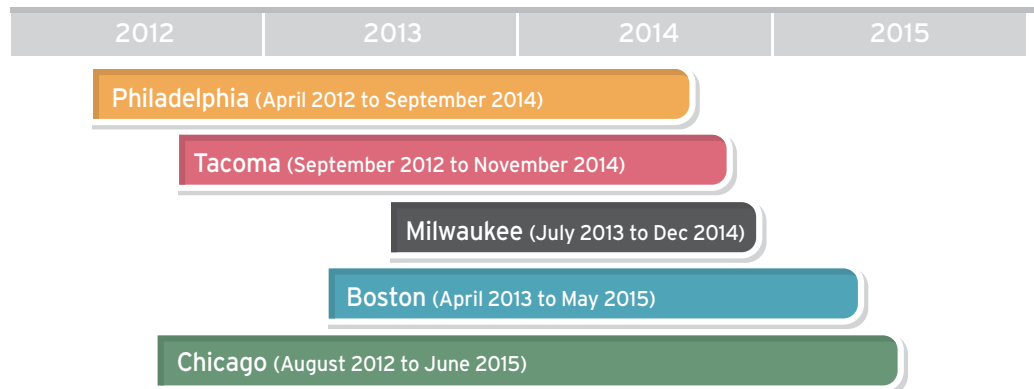 2012 2013 2014 2015
Philadelphia (April 2012 to September 2014)
Tacoma (September 2012 to November 2014)
Milwaukee (July 2013 to Dec 2014)
Boston (April 2013 to May 2015)
Chicago (August 2012 to June 2015)